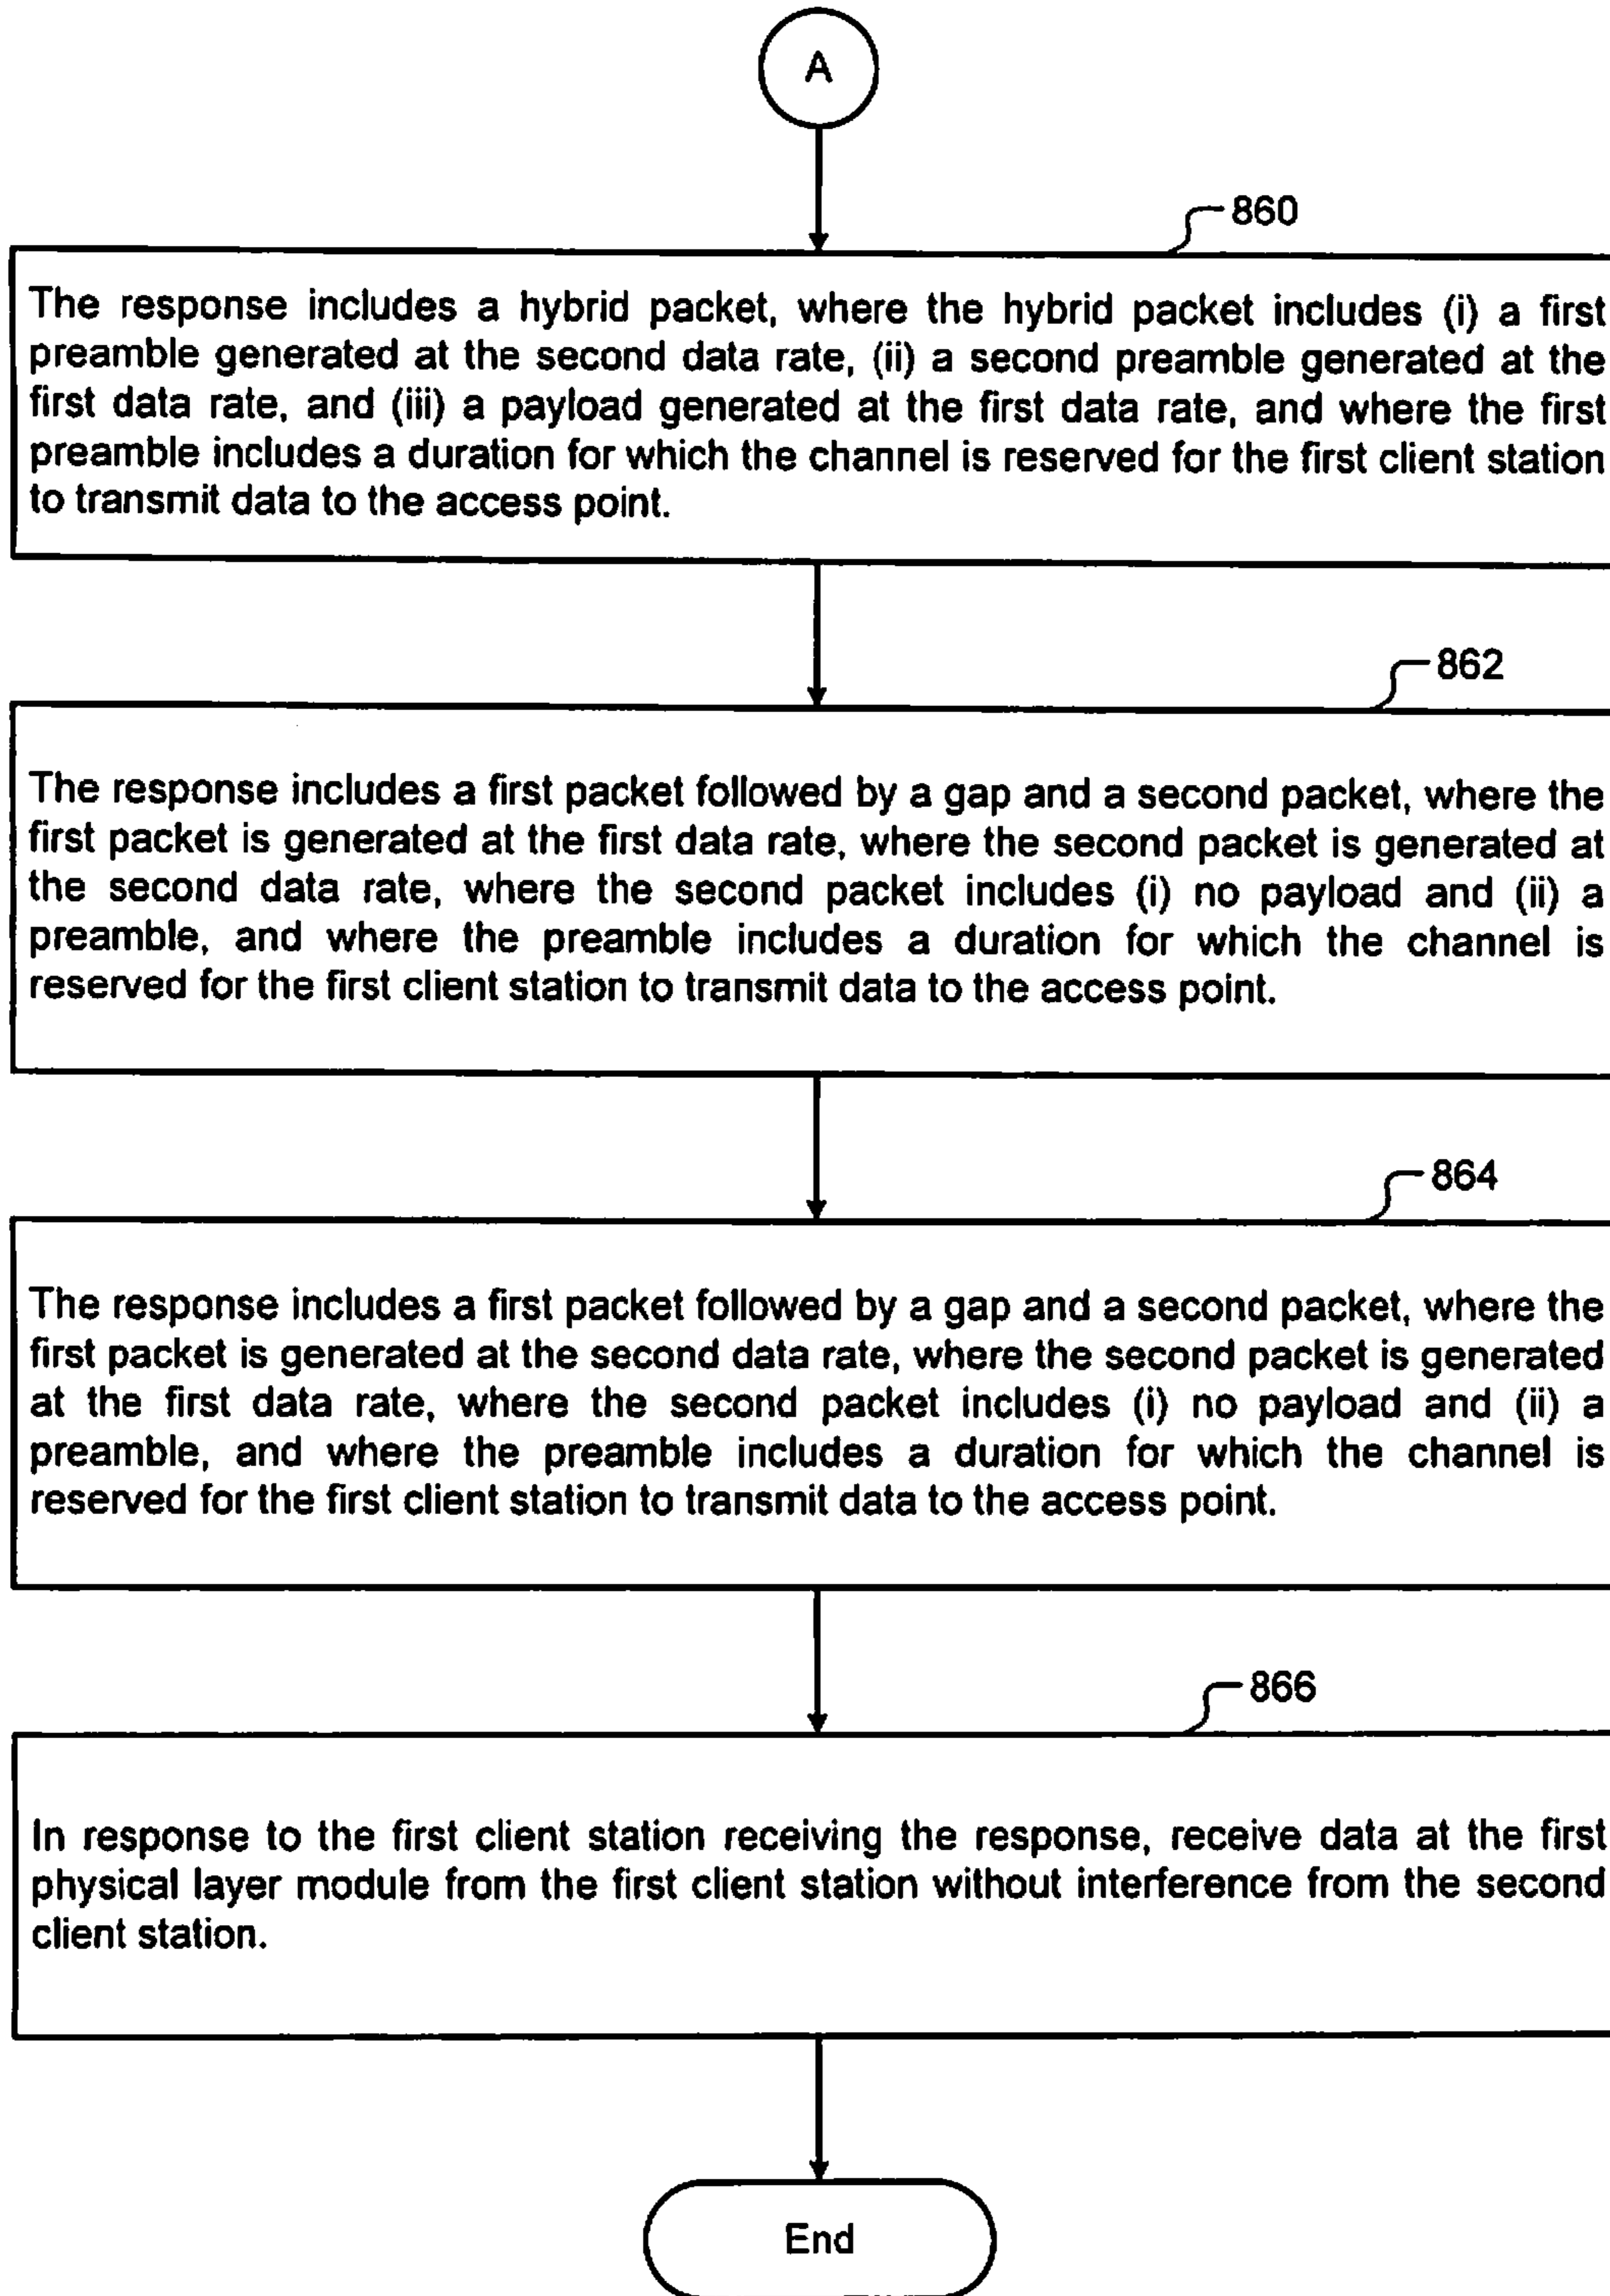 A
860
The response includes a hybrid packet, where the hybrid packet includes (i) a first
preamble generated at the second data rate, (ii) a second preamble generated at the
first data rate, and (iii) a payload generated at the first data rate, and where the first
preamble includes a duration for which the channel is reserved for the first client station
to transmit data to the access point.
862
The response includes a first packet followed by a gap and a second packet, where the
first packet is generated at the first data rate, where the second packet is generated at
the second data rate, where the second packet includes (i) no payload and (ii) a
preamble, and where the preamble includes a duration for which the channel is
reserved for the first client station to transmit data to the access point.
864
The response includes a first packet followed by a gap and a second packet, where the
first packet is generated at the second data rate, where the second packet is generated
at the first data rate, where the second packet includes (i) no payload and (ii) a
preamble, and where the preamble includes a duration for which the channel is
reserved for the first client station to transmit data to the access point.
866
In response to the first client station receiving the response, receive data at the first
physical layer module from the first client station without interference from the second
client station.
End